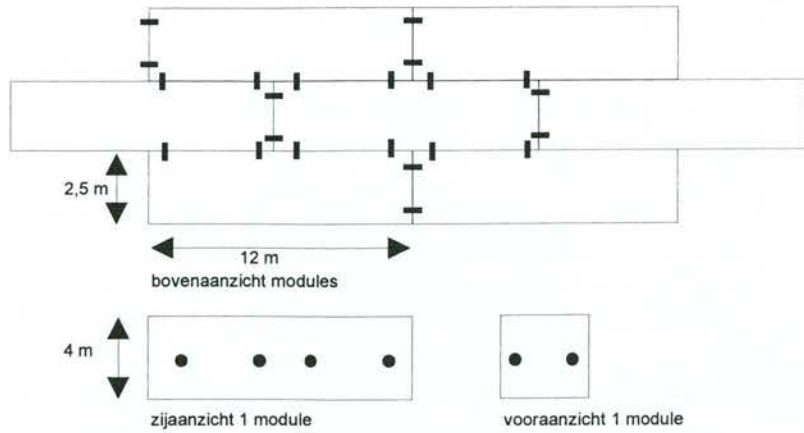 2,5 m
12 m
bovenaanzicht modules
4 m
zijaanzicht 1 module
vooraanzicht 1 module